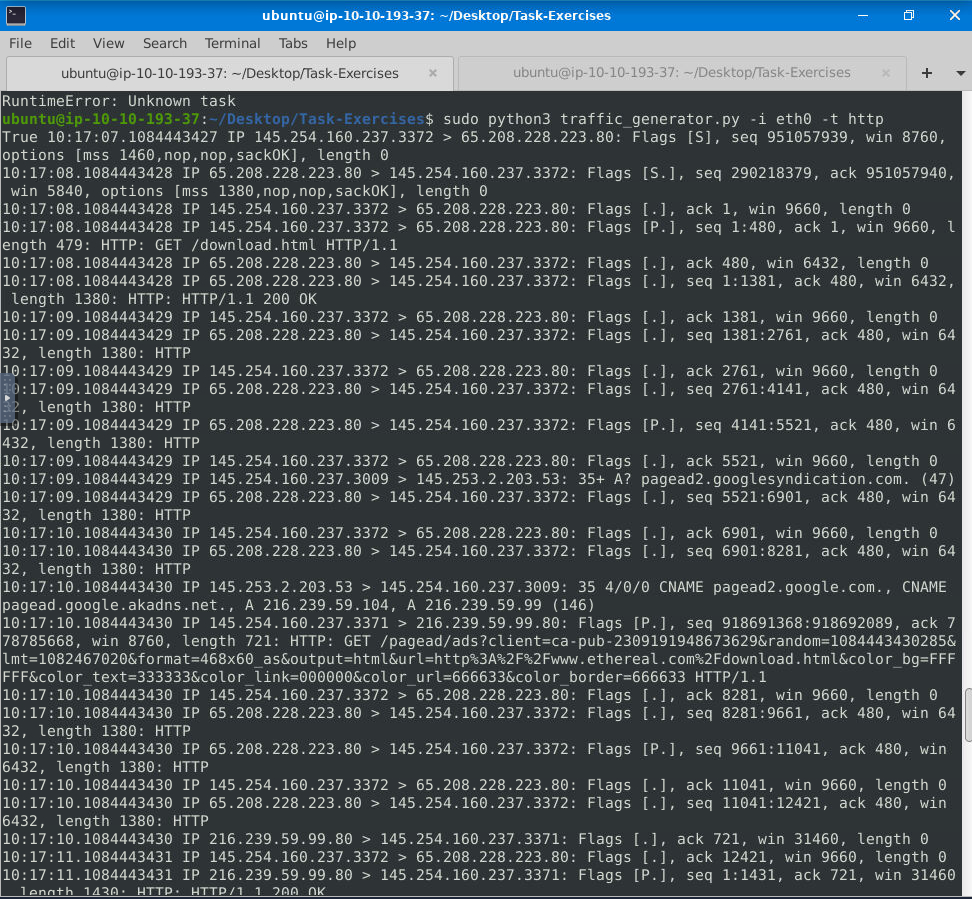 ubuntu@ip-10-10-193-37: ~/Desktop/Task-Exercises
File Edit View Search Terminal Tabs Help
ubuntu@ip-10-10-193-37: ~/Desktop/Task-Exercises × ubuntu@ip-10-10-193-37: ~/Desktop/Task-Exercises ×
RuntimeError: Unknown task
ubuntu@ip-10-10-193-37:~/Desktop/Task-Exercises$ sudo python3 traffic_generator.py -i eth0 -t http
True 10:17:07.1084443427 IP 145.254.160.237.3372 > 65.208.228.223.80: Flags [S], seq 951057939, win 8760,
options [mss 1460,nop,nop,sackOK], length 0
10:17:08.1084443428 IP 65.208.228.223.80 > 145.254.160.237.3372: Flags [S.], seq 290218379, ack 951057940,
 win 5840, options [mss 1380,nop,nop,sackOK], length 0
10:17:08.1084443428 IP 145.254.160.237.3372 > 65.208.228.223.80: Flags [.], ack 1, win 9660, length 0
10:17:08.1084443428 IP 145.254.160.237.3372 > 65.208.228.223.80: Flags [P.], seq 1:480, ack 1, win 9660, l
ength 479: HTTP: GET /download.html HTTP/1.1
10:17:08.1084443428 IP 65.208.228.223.80 > 145.254.160.237.3372: Flags [.], ack 480, win 6432, length 0
10:17:08.1084443428 IP 65.208.228.223.80 > 145.254.160.237.3372: Flags [.], seq 1:1381, ack 480, win 6432,
 length 1380: HTTP: HTTP/1.1 200 OK
10:17:09.1084443429 IP 145.254.160.237.3372 > 65.208.228.223.80: Flags [.], ack 1381, win 9660, length 0
10:17:09.1084443429 IP 65.208.228.223.80 > 145.254.160.237.3372: Flags [.], seq 1381:2761, ack 480, win 64
32, length 1380: HTTP
10:17:09.1084443429 IP 145.254.160.237.3372 > 65.208.228.223.80: Flags [.], ack 2761, win 9660, length 0
10:17:09.1084443429 IP 65.208.228.223.80 > 145.254.160.237.3372: Flags [.], seq 2761:4141, ack 480, win 64
32, length 1380: HTTP
10:17:09.1084443429 IP 65.208.228.223.80 > 145.254.160.237.3372: Flags [P.], seq 4141:5521, ack 480, win 6
432, length 1380: HTTP
10:17:09.1084443429 IP 145.254.160.237.3372 > 65.208.228.223.80: Flags [.], ack 5521, win 9660, length 0
10:17:09.1084443429 IP 145.254.160.237.3009 > 145.253.2.203.53: 35+ A? pagead2.googlesyndication.com. (47)
10:17:09.1084443429 IP 65.208.228.223.80 > 145.254.160.237.3372: Flags [.], seq 5521:6901, ack 480, win 64
32, length 1380: HTTP
10:17:10.1084443430 IP 145.254.160.237.3372 > 65.208.228.223.80: Flags [.], ack 6901, win 9660, length 0
10:17:10.1084443430 IP 65.208.228.223.80 > 145.254.160.237.3372: Flags [.], seq 6901:8281, ack 480, win 64
32, length 1380: HTTP
10:17:10.1084443430 IP 145.253.2.203.53 > 145.254.160.237.3009: 35 4/0/0 CNAME pagead2.google.com., CNAME
pagead.google.akadns.net., A 216.239.59.104, A 216.239.59.99 (146)
10:17:10.1084443430 IP 145.254.160.237.3371 > 216.239.59.99.80: Flags [P.], seq 918691368:918692089, ack 7
78785668, win 8760, length 721: HTTP: GET /pagead/ads?client=ca-pub-2309191948673629&random=1084443430285&
lmt=1082467020&format=468x60_as&output=html&url=http%3A%2F%2Fwww.ethereal.com%2Fdownload.html&color_bg=FFF
FFF&color_text=333333&color_link=000000&color_url=666633&color_border=666633 HTTP/1.1
10:17:10.1084443430 IP 145.254.160.237.3372 > 65.208.228.223.80: Flags [.], ack 8281, win 9660, length 0
10:17:10.1084443430 IP 65.208.228.223.80 > 145.254.160.237.3372: Flags [.], seq 8281:9661, ack 480, win 64
32, length 1380: HTTP
10:17:10.1084443430 IP 65.208.228.223.80 > 145.254.160.237.3372: Flags [P.], seq 9661:11041, ack 480, win
6432, length 1380: HTTP
10:17:10.1084443430 IP 145.254.160.237.3372 > 65.208.228.223.80: Flags [.], ack 11041, win 9660, length 0
10:17:10.1084443430 IP 65.208.228.223.80 > 145.254.160.237.3372: Flags [.], seq 11041:12421, ack 480, win
6432, length 1380: HTTP
10:17:10.1084443430 IP 216.239.59.99.80 > 145.254.160.237.3371: Flags [.], ack 721, win 31460, length 0
10:17:11.1084443431 IP 145.254.160.237.3372 > 65.208.228.223.80: Flags [.], ack 12421, win 9660, length 0
10:17:11.1084443431 IP 216.239.59.99.80 > 145.254.160.237.3371: Flags [P.], seq 1:1431, ack 721, win 31460
, length 1430: HTTP: HTTP/1.1 200 OK